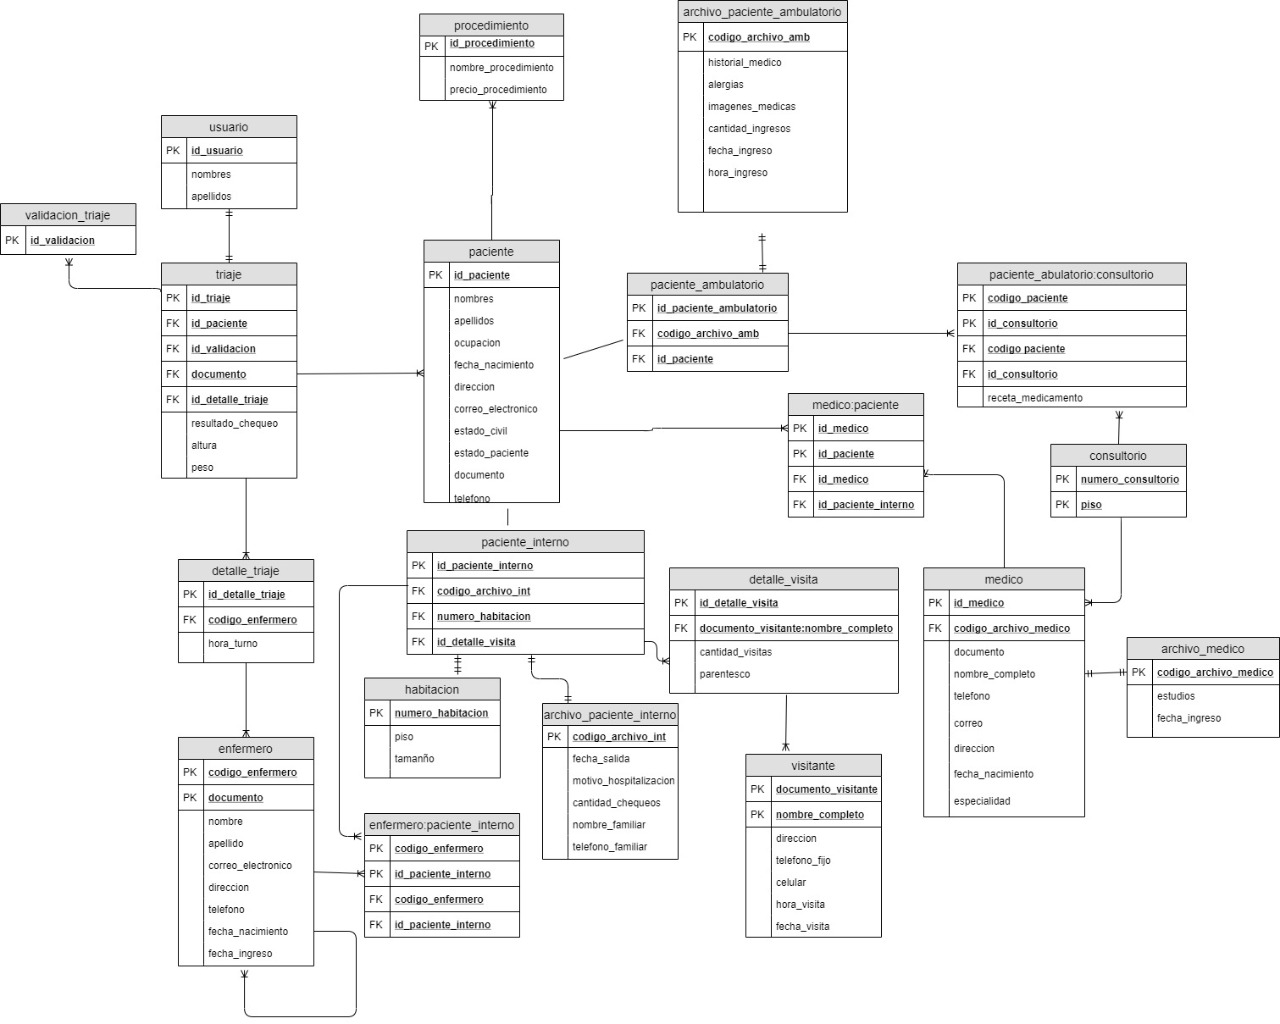 procedimiento
PK id_procedimiento
nombre_procedimiento
precio_procedimiento
archivo_paciente_ambulatorio
PK codigo_archivo_amb
historial_medico
alergias
imagenes_medicas
cantidad_ingresos
fecha_ingreso
hora_ingreso
usuario
PK id_usuario
nombres
apellidos
validacion_triaje
PK id_validacion
triaje
PK id_triaje
FK id_paciente
FK id_validacion
FK documento
FK id_detalle_triaje
resultado_chequeo
altura
peso
paciente
PK id_paciente
nombres
apellidos
ocupacion
fecha_nacimiento
direccion
correo_electronico
estado_civil
estado_paciente
documento
telefono
paciente_ambulatorio
PK id_paciente_ambulatorio
FK codigo_archivo_amb
FK id_paciente
paciente_abulatorio:consultorio
PK codigo_paciente
PK id_consultorio
FK codigo paciente
FK id_consultorio
receta_medicamento
medico:paciente
PK id_medico
PK id_paciente
FK id_medico
FK id_paciente_interno
consultorio
PK numero_consultorio
PK piso
paciente_interno
PK id_paciente_interno
FK codigo_archivo_int
FK numero_habitacion
FK id_detalle_visita
detalle_triaje
PK id_detalle_triaje
FK codigo_enfermero
hora_turno
detalle_visita
PK id_detalle_visita
FK documento_visitante:nombre_completo
cantidad_visitas
parentesco
medico
PK id_medico
FK codigo_archivo_medico
documento
nombre_completo
telefono
correo
direccion
fecha_nacimiento
especialidad
archivo_medico
PK codigo_archivo_medico
estudios
fecha_ingreso
habitacion
PK numero_habitacion
piso
tamanño
archivo_paciente_interno
PK codigo_archivo_int
fecha_salida
motivo_hospitalizacion
cantidad_chequeos
nombre_familiar
telefono_familiar
enfermero
PK codigo_enfermero
PK documento
nombre
apellido
correo_electronico
direccion
telefono
fecha_nacimiento
fecha_ingreso
visitante
PK documento_visitante
PK nombre_completo
direccion
telefono_fijo
celular
hora_visita
fecha_visita
enfermero:paciente_interno
PK codigo_enfermero
PK id_paciente_interno
FK codigo_enfermero
FK id_paciente_interno